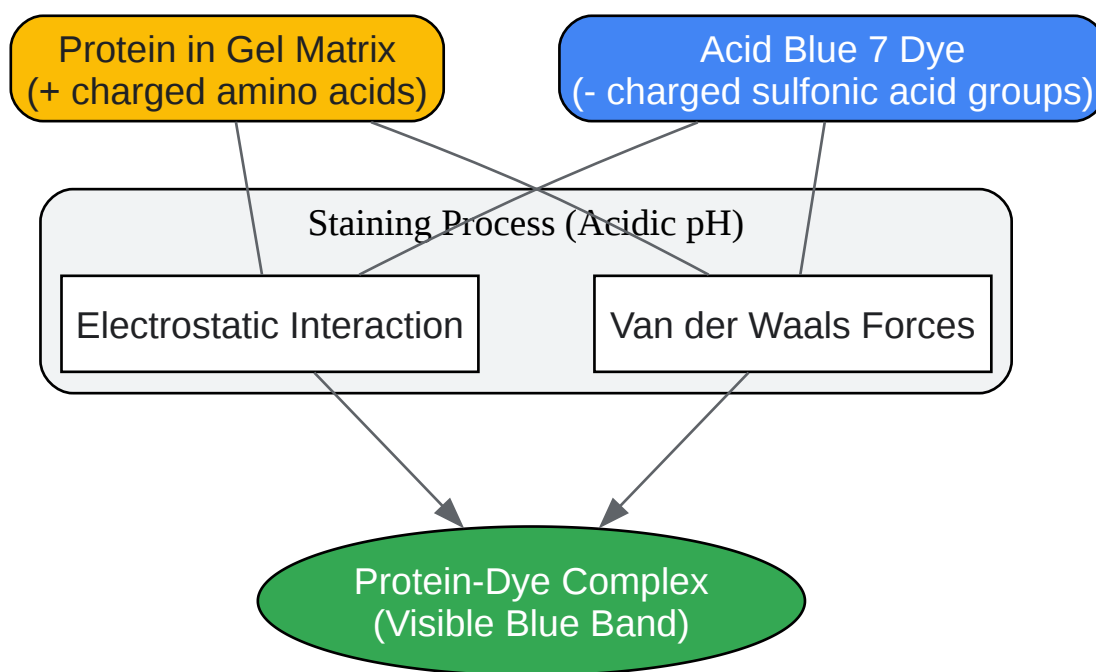 Protein in Gel Matrix
(+ charged amino acids)
Acid Blue 7 Dye
(- charged sulfonic acid groups)
Staining Process (Acidic pH)
Electrostatic Interaction
Van der Waals Forces
Protein-Dye Complex
(Visible Blue Band)